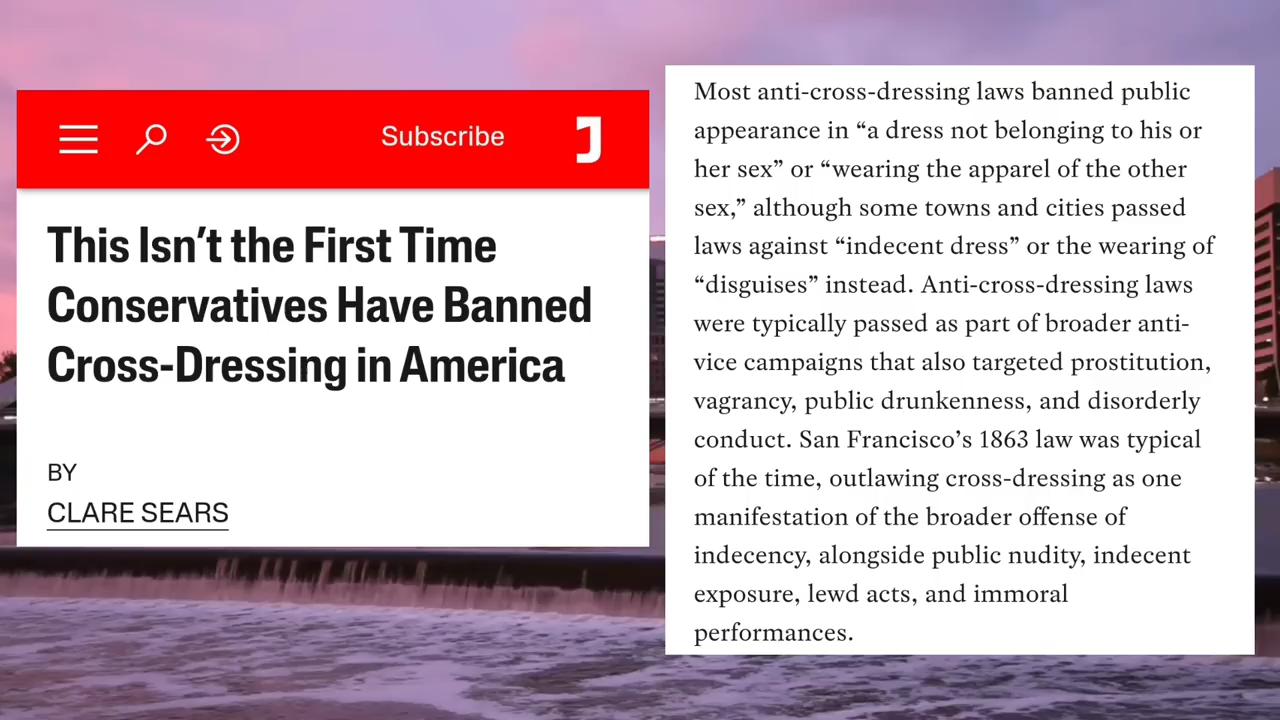 Subscribe
J
This Isn’t the First Time
Conservatives Have Banned
Cross-Dressing in America
BY
CLARE SEARS
Most anti-cross-dressing laws banned public
appearance in “a dress not belonging to his or
her sex” or “wearing the apparel of the other
sex,” although some towns and cities passed
laws against “indecent dress” or the wearing of
“disguises” instead. Anti-cross-dressing laws
were typically passed as part of broader anti-
vice campaigns that also targeted prostitution,
vagrancy, public drunkenness, and disorderly
conduct. San Francisco’s 1863 law was typical
of the time, outlawing cross-dressing as one
manifestation of the broader offense of
indecency, alongside public nudity, indecent
exposure, lewd acts, and immoral
performances.